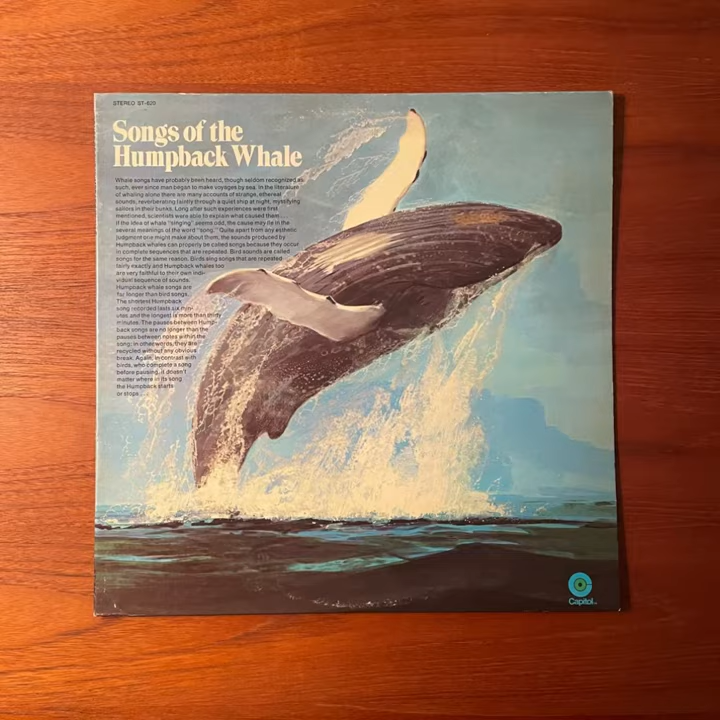 STEREO ST-620
Songs of the
Humpback Whale
Whale songs have probably been heard, though seldom recognized as
such, ever since man began to make voyages by sea. In the literature
of whaling alone there are many accounts of strange, ethereal
sounds, reverberating faintly through a quiet ship at night, mystifying
sailors in their bunks. Long after such experiences were first
mentioned, scientists were able to explain what caused them...
If the idea of whale "singing" seems odd, the cause may lie in the
several meanings of the word "song." Quite apart from any esthetic
judgment one might make about them, the sounds produced by
Humpback whales can properly be called songs because they occur
in complete sequences that are repeated. Bird sounds are called
songs for the same reason. Birds sing songs that are repeated
fairly exactly and Humpback whales too
are very faithful to their own indi-
vidual sequence of sounds.
Humpback whale songs are
far longer than bird songs.
The shortest Humpback
song recorded lasts six min-
utes and the longest is more than thirty
minutes. The pauses between Hump-
back songs are no longer than the
pauses between notes within the
song; in otherwords, they are
recycled without any obvious
break. Again, in contrast with
birds, who complete a song
before pausing, it doesn't
matter where in its song
the Humpback starts
or stops...
Capitol